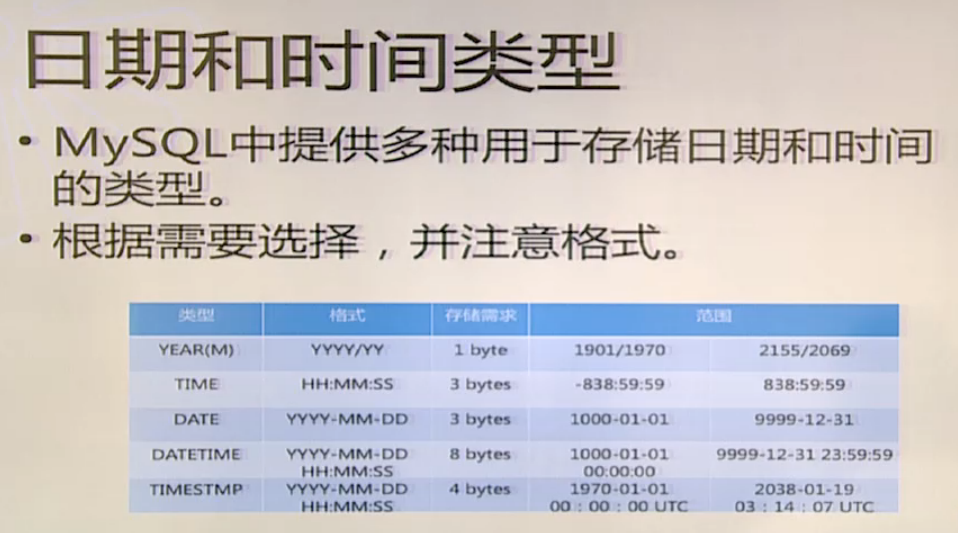 日期和时间类型
• MySQL中提供多种用于存储日期和时间
的类型。
• 根据需要选择，并注意格式。
类型 格式 存储需求 范围
YEAR(M) YYYY/YY 1 byte 1901/1970 2155/2069
TIME HH:MM:SS 3 bytes -838:59:59 838:59:59
DATE YYYY-MM-DD 3 bytes 1000-01-01 9999-12-31
DATETIME YYYY-MM-DD 8 bytes 1000-01-01 9999-12-31 23:59:59
HH:MM:SS 00:00:00
TIMESTMP YYYY-MM-DD 4 bytes 1970-01-01 2038-01-19
HH:MM:SS 00：00：00 UTC 03：14：07 UTC